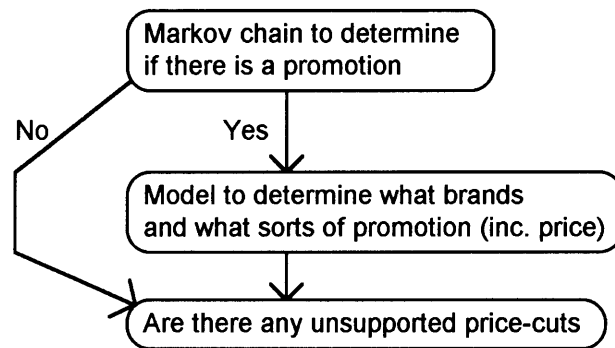 Markov chain to determine
if there is a promotion
No
Yes
Model to determine what brands
and what sorts of promotion (inc. price)
Are there any unsupported price-cuts